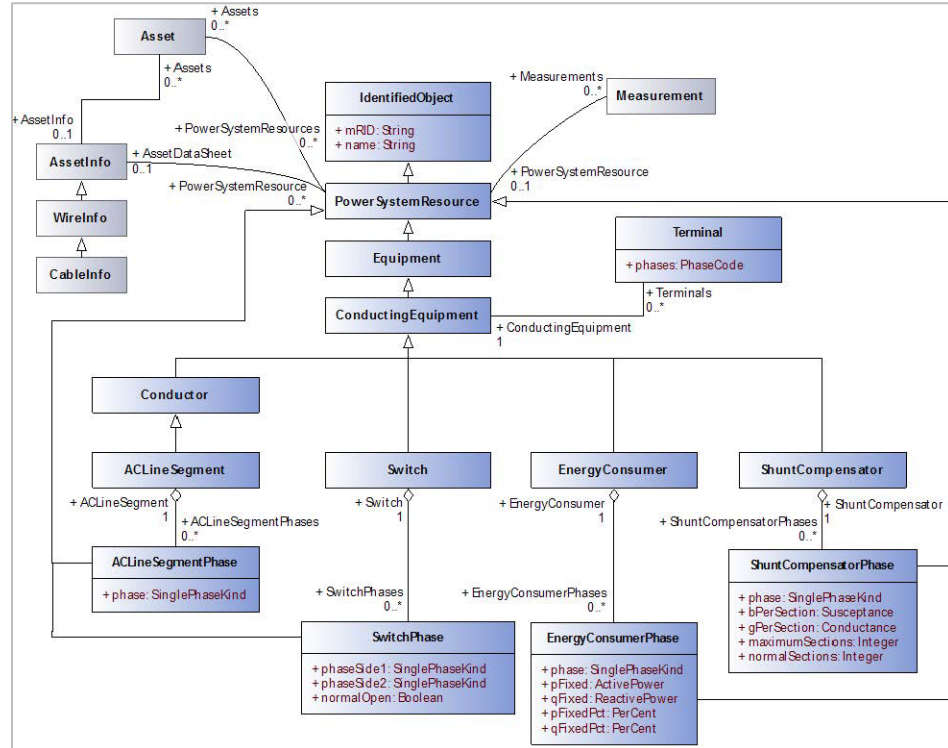 + Assets
0..*
Asset
+ Assets
0..*
+ AssetInfo
0..1
AssetInfo
+ AssetDataSheet
0..1
WireInfo
CableInfo
+ PowerSystemResources
0..*
+ PowerSystemResource
0..*
IdentifiedObject
+ mRID: String
+ name: String
+ Measurements
0..*
Measurement
+ PowerSystemResource
0..1
PowerSystemResource
Equipment
ConductingEquipment
+ ConductingEquipment
1
Terminal
+ phases: PhaseCode
+ Terminals
0..*
Conductor
ACLineSegment
+ ACLineSegment
1
+ ACLineSegmentPhases
0..*
ACLineSegmentPhase
+ phase: SinglePhaseKind
Switch
+ Switch
1
+ SwitchPhases
0..*
SwitchPhase
+ phaseSide1: SinglePhaseKind
+ phaseSide2: SinglePhaseKind
+ normalOpen: Boolean
EnergyConsumer
+ EnergyConsumer
1
+ EnergyConsumerPhases
0..*
EnergyConsumerPhase
+ phase: SinglePhaseKind
+ pFixed: ActivePower
+ qFixed: ReactivePower
+ pFixedPct: PerCent
+ qFixedPct: PerCent
ShuntCompensator
+ ShuntCompensator
1
+ ShuntCompensatorPhases
0..*
ShuntCompensatorPhase
+ phase: SinglePhaseKind
+ bPerSection: Susceptance
+ gPerSection: Conductance
+ maximumSections: Integer
+ normalSections: Integer